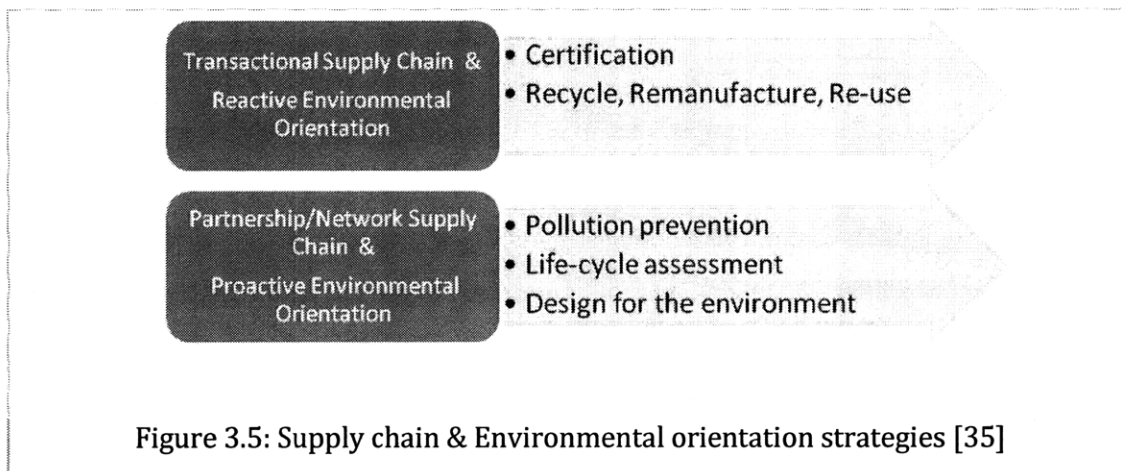 Transactional Supply Chain &
Reactive Environmental
Orientation
• Certification
• Recycle, Remanufacture, Re-use
Partnership/Network Supply
Chain &
Proactive Environmental
Orientation
• Pollution prevention
• Life-cycle assessment
• Design for the environment
Figure 3.5: Supply chain & Environmental orientation strategies [35]